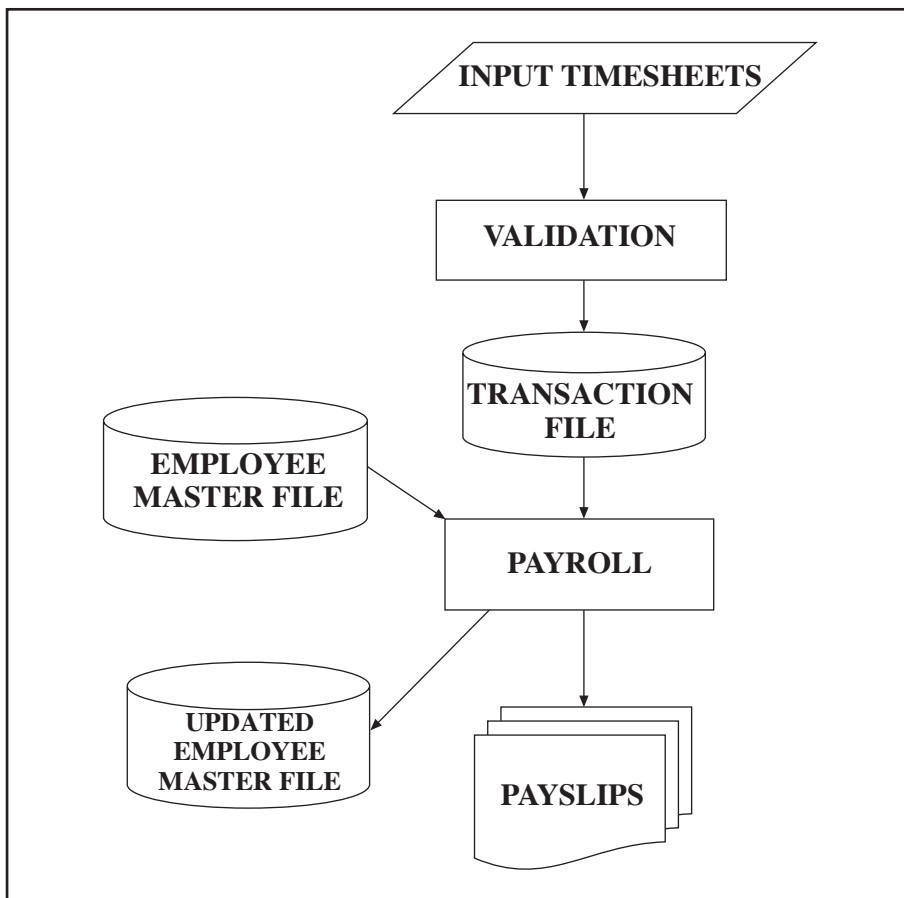 INPUT TIMESHEETS
VALIDATION
TRANSACTION
FILE
EMPLOYEE
MASTER FILE
PAYROLL
UPDATED
EMPLOYEE
MASTER FILE
PAYSLIPS